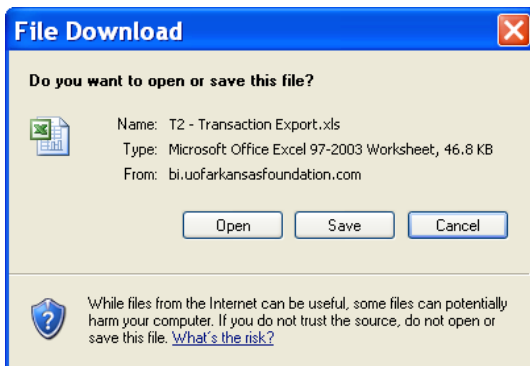 File Download
Do you want to open or save this file?
Name: T2 - Transaction Export.xls
Type: Microsoft Office Excel 97-2003 Worksheet, 46.8 KB
From: bi.uofarkansasfoundation.com
Open Save Cancel
While files from the Internet can be useful, some files can potentially
harm your computer. If you do not trust the source, do not open or
save this file. What's the risk?